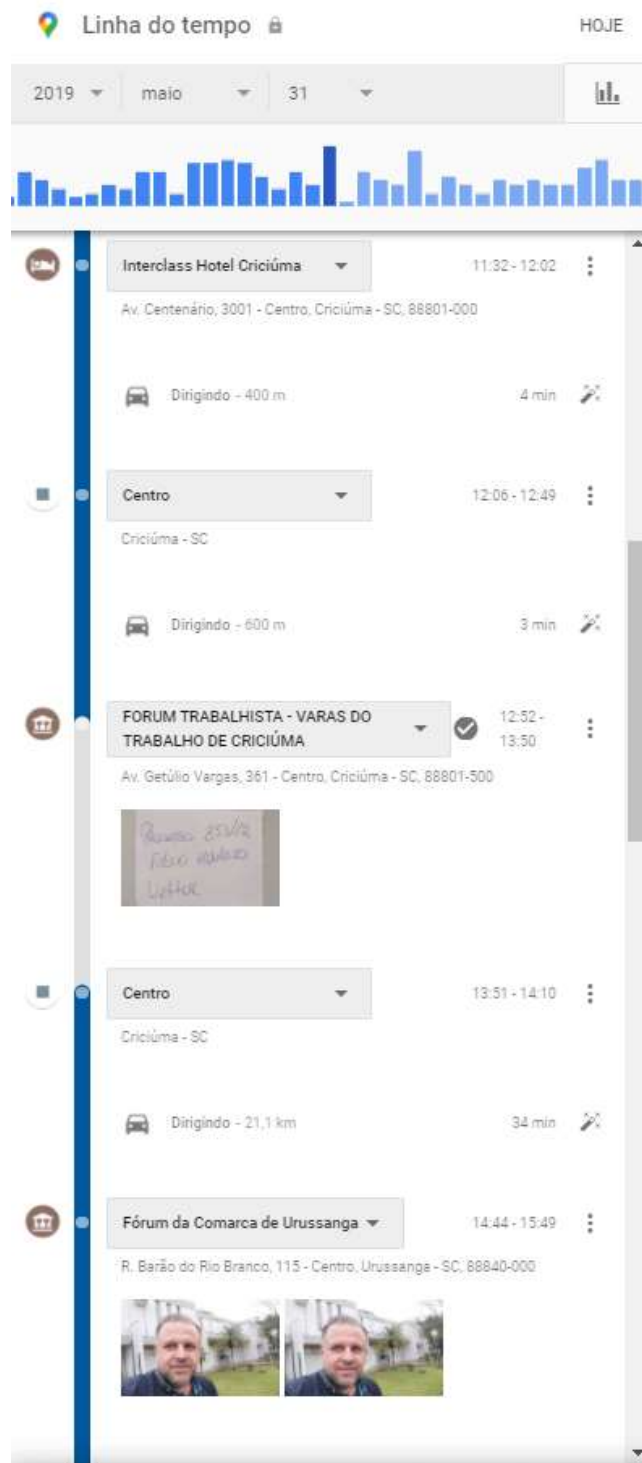 Linha do tempo
HOJE
2019 maio 31
Interclass Hotel Criciúma 11:32 - 12:02
Av. Centenário, 3001 - Centro, Criciúma - SC, 88801-000
Dirigindo - 400 m 4 min
Centro 12:06 - 12:49
Criciúma - SC
Dirigindo - 600 m 3 min
FORUM TRABALHISTA - VARAS DO TRABALHO DE CRICIÚMA
12:52 - 13:50
Av. Getúlio Vargas, 361 - Centro, Criciúma - SC, 88801-500
Centro 13:51 - 14:10
Criciúma - SC
Dirigindo - 21,1 km 34 min
Fórum da Comarca de Urussanga 14:44 - 15:49
R. Barão do Rio Branco, 115 - Centro, Urussanga - SC, 88840-000